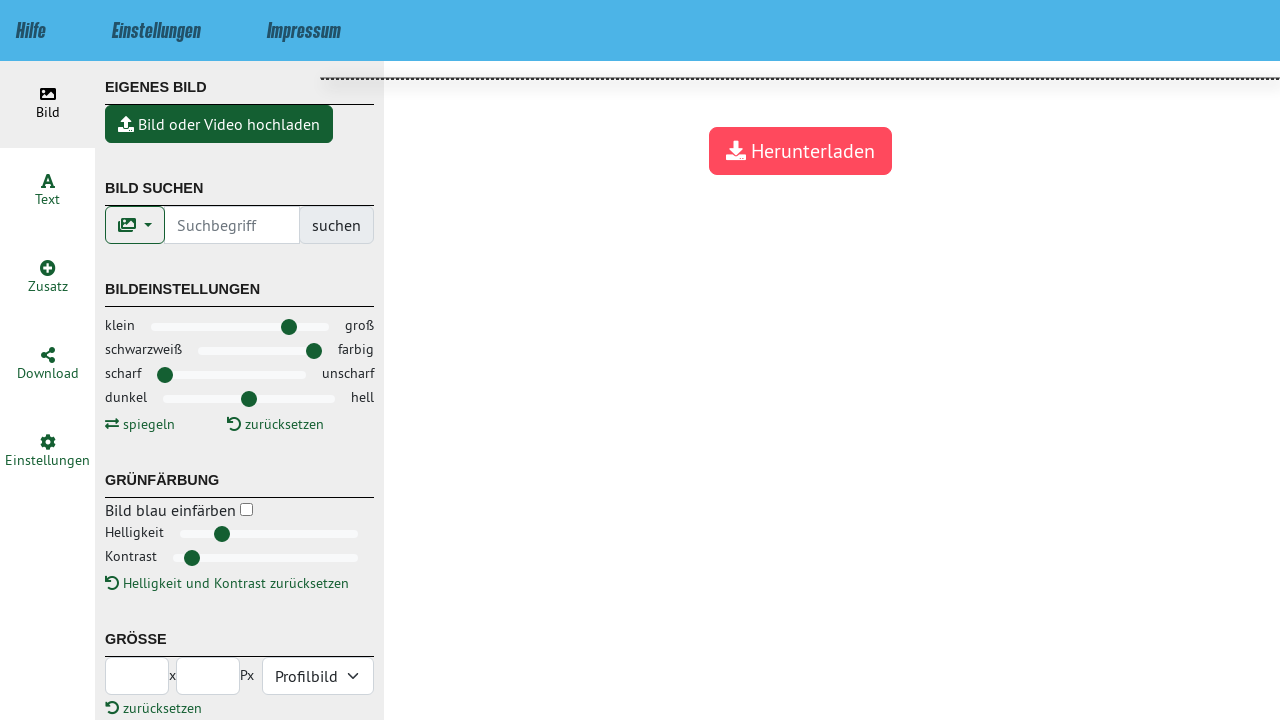 Hilfe Einstellungen Impressum
Bild
Text
Zusatz
Download
Einstellungen
EIGENES BILD
Bild oder Video hochladen
BILD SUCHEN
Suchbegriff suchen
BILDEINSTELLUNGEN
klein groß
schwarzweiß farbig
scharf unscharf
dunkel hell
spiegeln zurücksetzen
GRÜNFÄRBUNG
Bild blau einfärben
Helligkeit
Kontrast
Helligkeit und Kontrast zurücksetzen
GRÖSSE
x Px Profilbild
zurücksetzen
Herunterladen